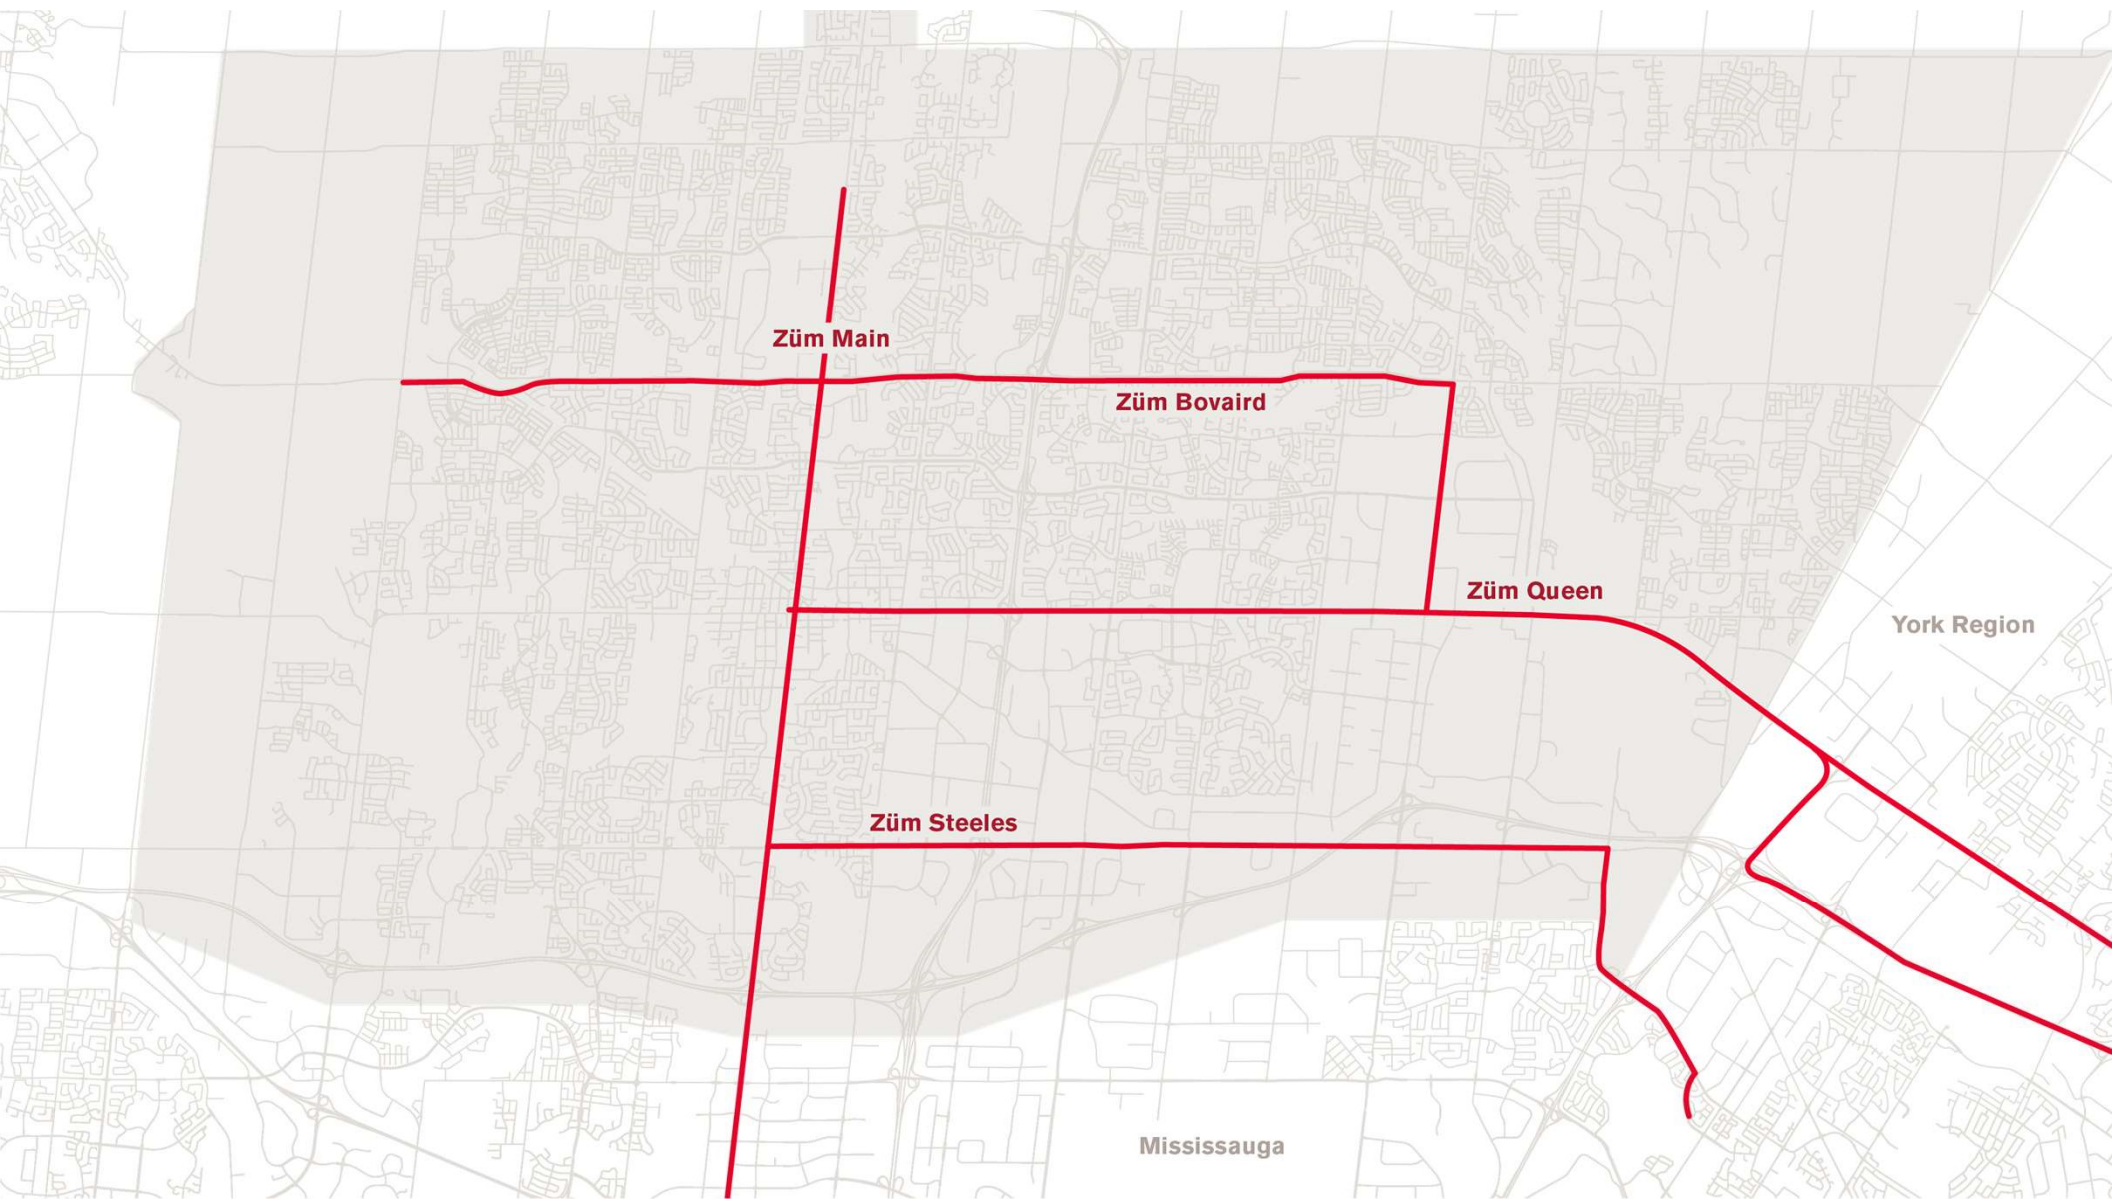 Züm Main
Züm Bovaird
Züm Queen
York Region
Züm Steeles
Mississauga